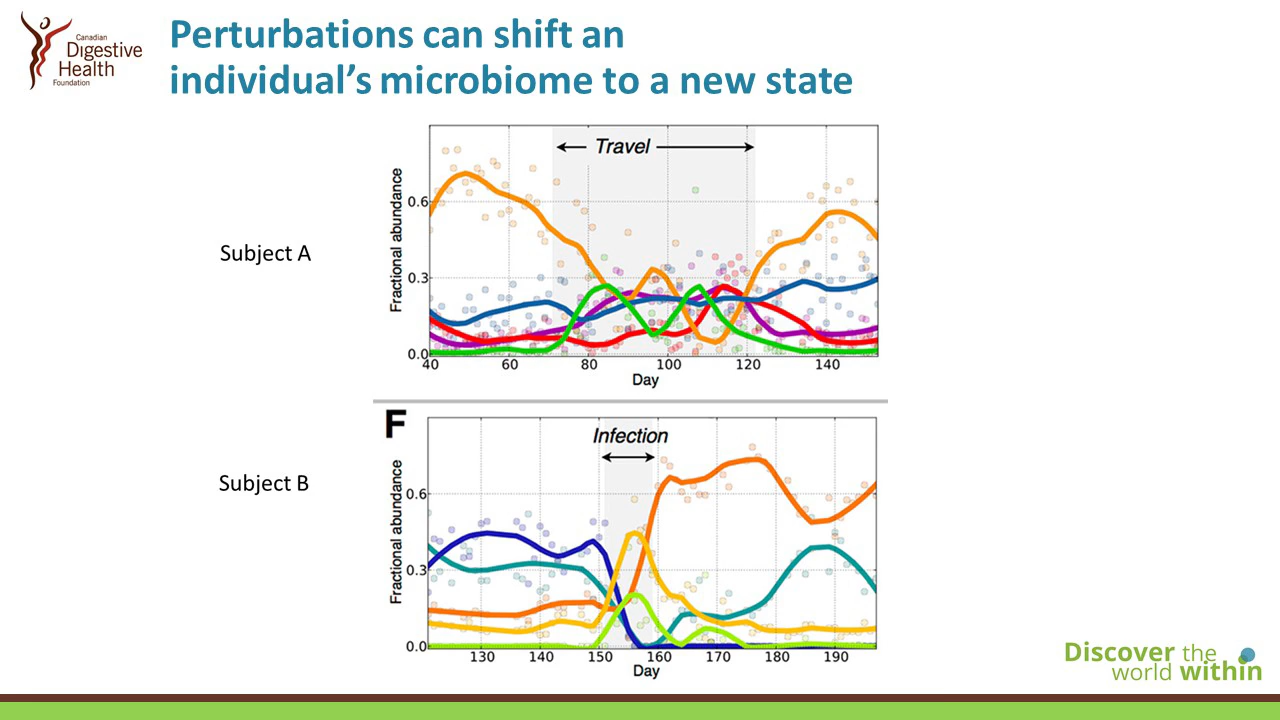 Canadian
Digestive
Health
Foundation
Perturbations can shift an
individual’s microbiome to a new state
Subject A
Travel
Fractional abundance
0.6
0.3
0.0
40 60 80 100 120 140
Day
F
Subject B
Infection
Fractional abundance
0.6
0.3
0.0
130 140 150 160 170 180 190
Day
Discover the
world within